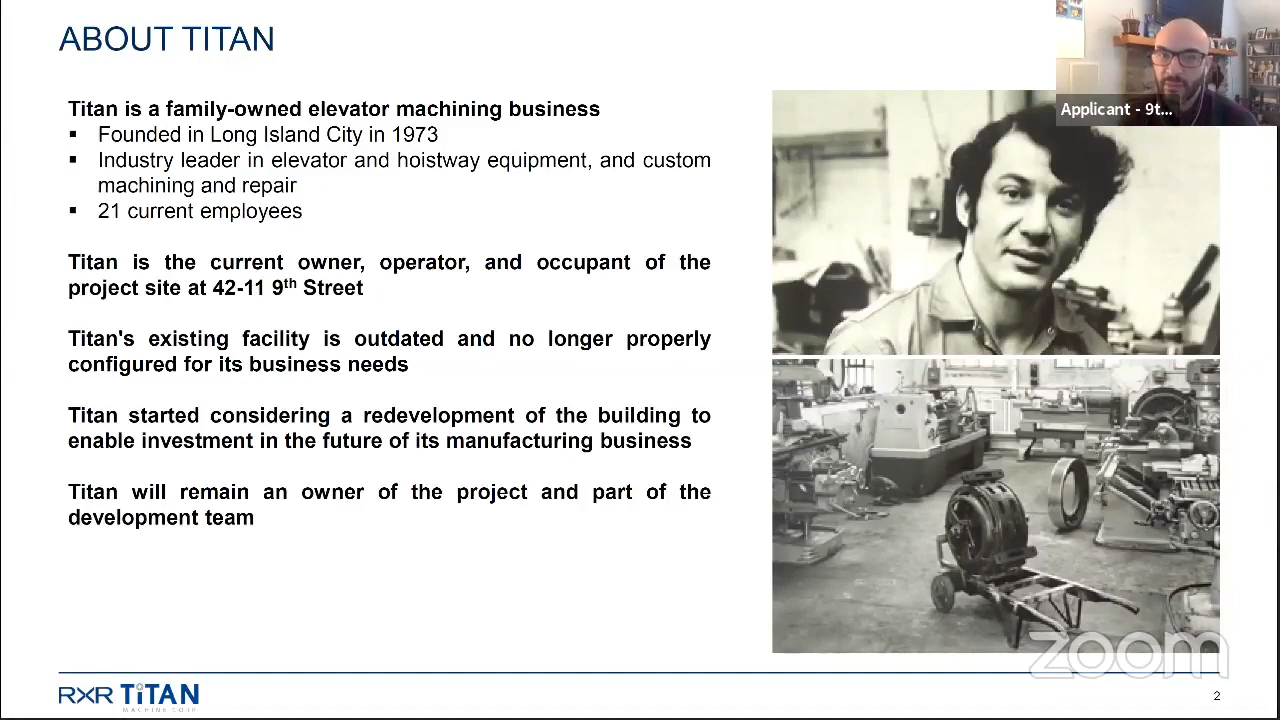 ABOUT TITAN
Applicant - 9t...
Titan is a family-owned elevator machining business
▪ Founded in Long Island City in 1973
▪ Industry leader in elevator and hoistway equipment, and custom
machining and repair
▪ 21 current employees
Titan is the current owner, operator, and occupant of the
project site at 42-11 9th Street
Titan's existing facility is outdated and no longer properly
configured for its business needs
Titan started considering a redevelopment of the building to
enable investment in the future of its manufacturing business
Titan will remain an owner of the project and part of the
development team
zoom
RXR TiTAN
MACHINE CORP
2